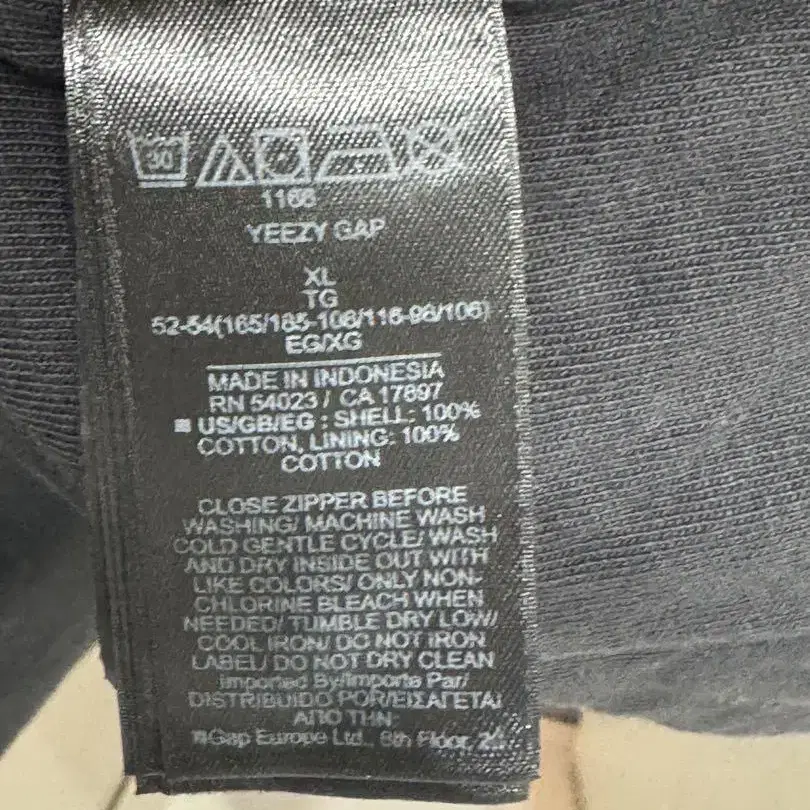 30
1168
YEEZY GAP
XL
TG
52-54(165/185-106/116-96/106)
EG/XG
MADE IN INDONESIA
RN 54023 / CA 17897
US/GB/EG : SHELL: 100%
COTTON, LINING: 100%
COTTON
CLOSE ZIPPER BEFORE
WASHING/ MACHINE WASH
COLD GENTLE CYCLE/ WASH
AND DRY INSIDE OUT WITH
LIKE COLORS/ ONLY NON-
CHLORINE BLEACH WHEN
NEEDED/ TUMBLE DRY LOW/
COOL IRON/ DO NOT IRON
LABEL/ DO NOT DRY CLEAN
Imported By/Importe Par/
DISTRIBUIDO POR/ΕΙΣΑΓΕΤΑΙ
ΑΠΟ ΤΗΝ:
Gap Europe Ltd., 8th Floor,